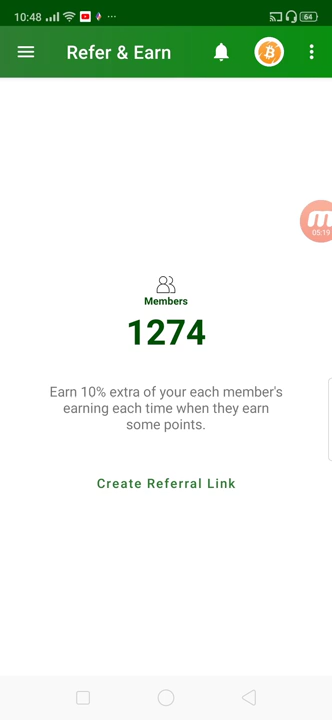 10:48 64
Refer & Earn
05:19
Members
1274
Earn 10% extra of your each member's
earning each time when they earn
some points.
Create Referral Link